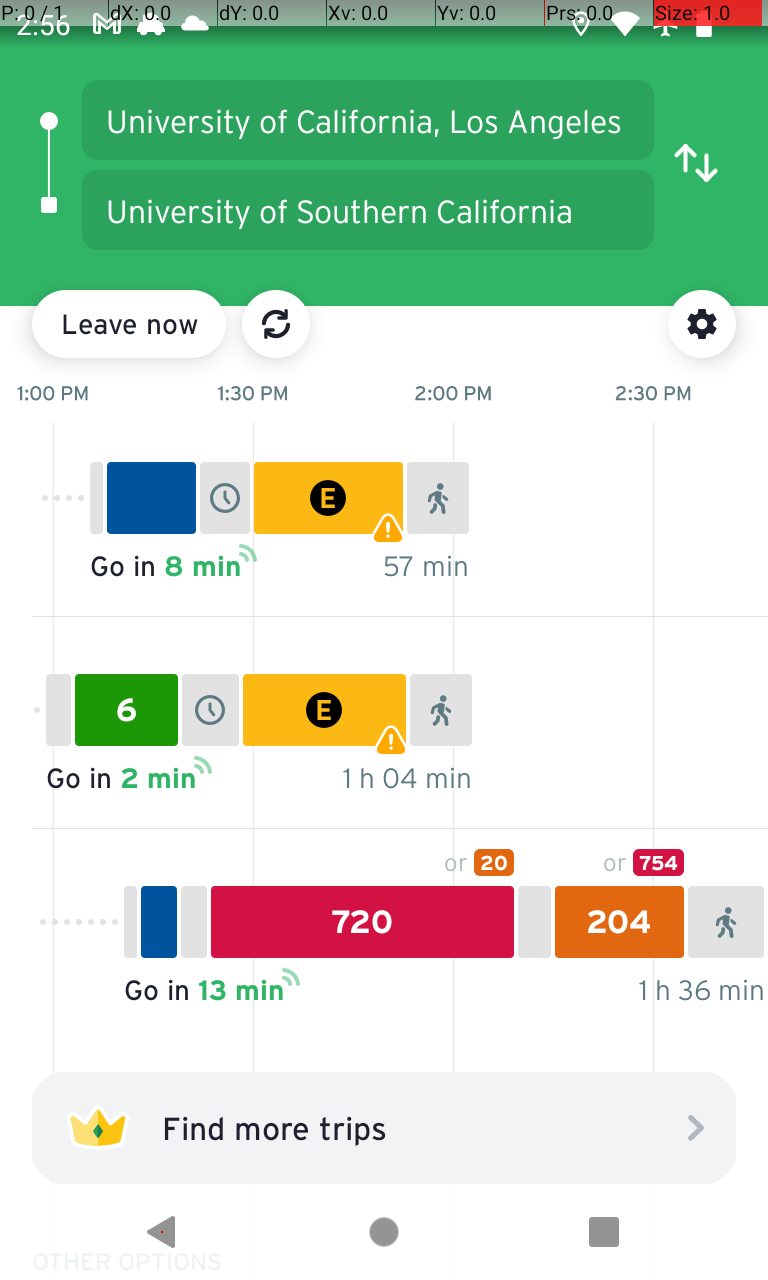 P: 0 / 1 dX: 0.0 dY: 0.0 Xv: 0.0 Yv: 0.0 Prs: 0.0 Size: 1.0
2:56
University of California, Los Angeles
University of Southern California
Leave now
1:00 PM 1:30 PM 2:00 PM 2:30 PM
E
Go in 8 min 57 min
6 E
Go in 2 min 1 h 04 min
or 20 or 754
720 204
Go in 13 min 1 h 36 min
Find more trips
OTHER OPTIONS